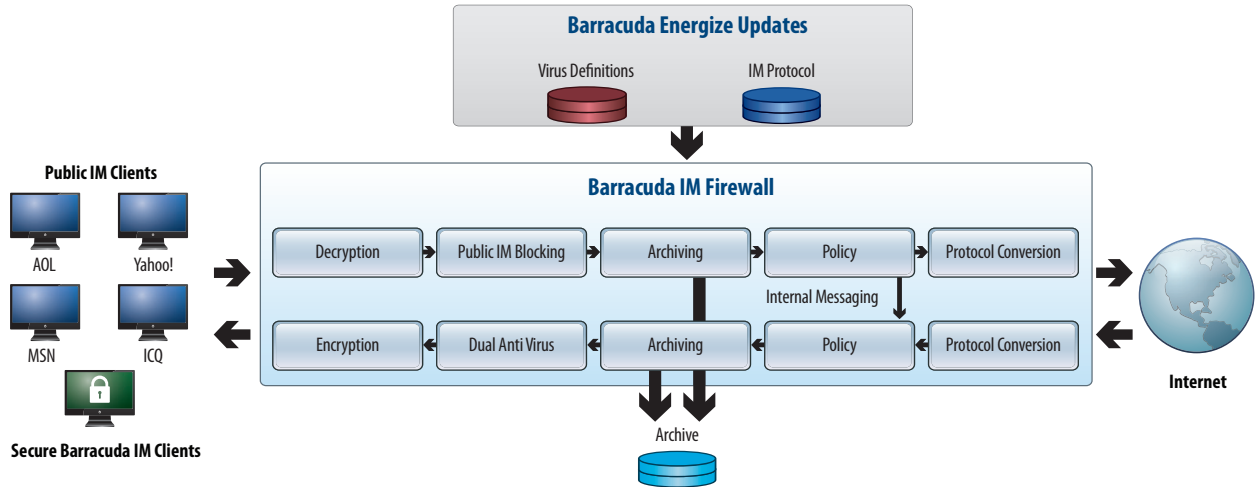 Barracuda Energize Updates
Virus Definitions
IM Protocol
Public IM Clients
AOL
Yahoo!
MSN
ICQ
Secure Barracuda IM Clients
Barracuda IM Firewall
Decryption
Public IM Blocking
Archiving
Policy
Protocol Conversion
Internal Messaging
Encryption
Dual Anti Virus
Archiving
Policy
Protocol Conversion
Internet
Archive